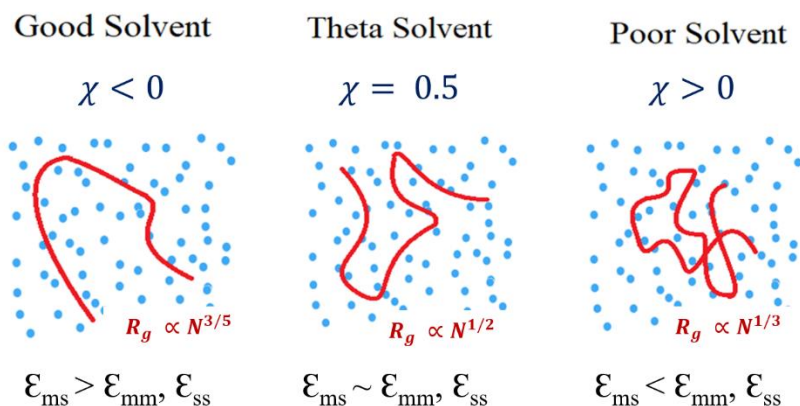 Good Solvent
Theta Solvent
Poor Solvent
χ < 0
χ = 0.5
χ > 0
R_g ∝ N^{3/5}
R_g ∝ N^{1/2}
R_g ∝ N^{1/3}
Ɛ_ms > Ɛ_mm, Ɛ_ss
Ɛ_ms ~ Ɛ_mm, Ɛ_ss
Ɛ_ms < Ɛ_mm, Ɛ_ss